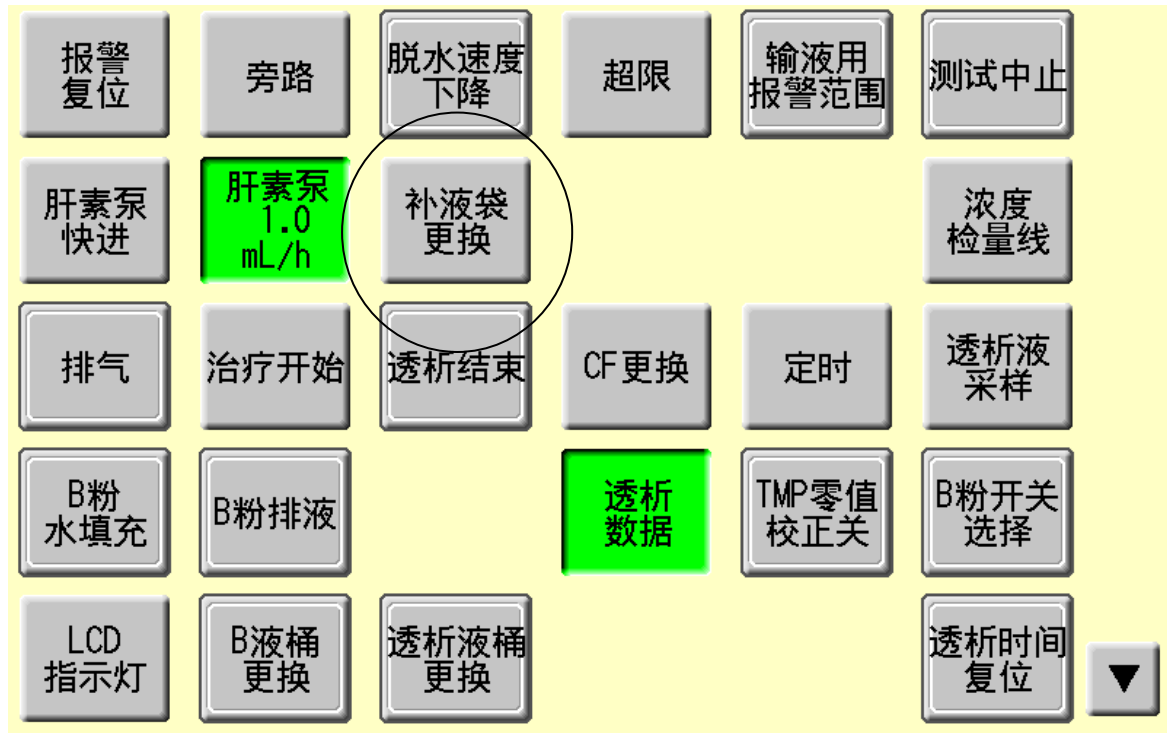 报警
复位
旁路
脱水速度
下降
超限
输液用
报警范围
测试中止
肝素泵
快进
肝素泵
1.0
mL/h
补液袋
更换
浓度
检量线
排气
治疗开始
透析结束
CF更换
定时
透析液
采样
B粉
水填充
B粉排液
透析
数据
TMP零值
校正关
B粉开关
选择
LCD
指示灯
B液桶
更换
透析液桶
更换
透析时间
复位
▼